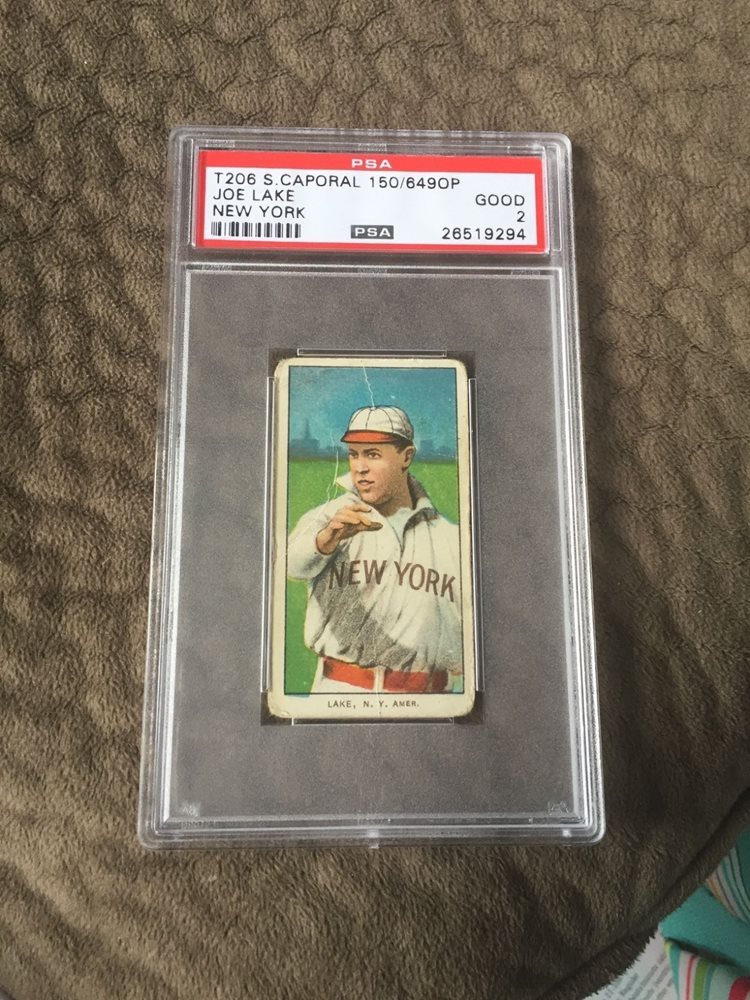 PSA
T206 S.CAPORAL 150/649OP
JOE LAKE GOOD
NEW YORK 2
PSA 26519294
NEW YORK
LAKE, N. Y. AMER.